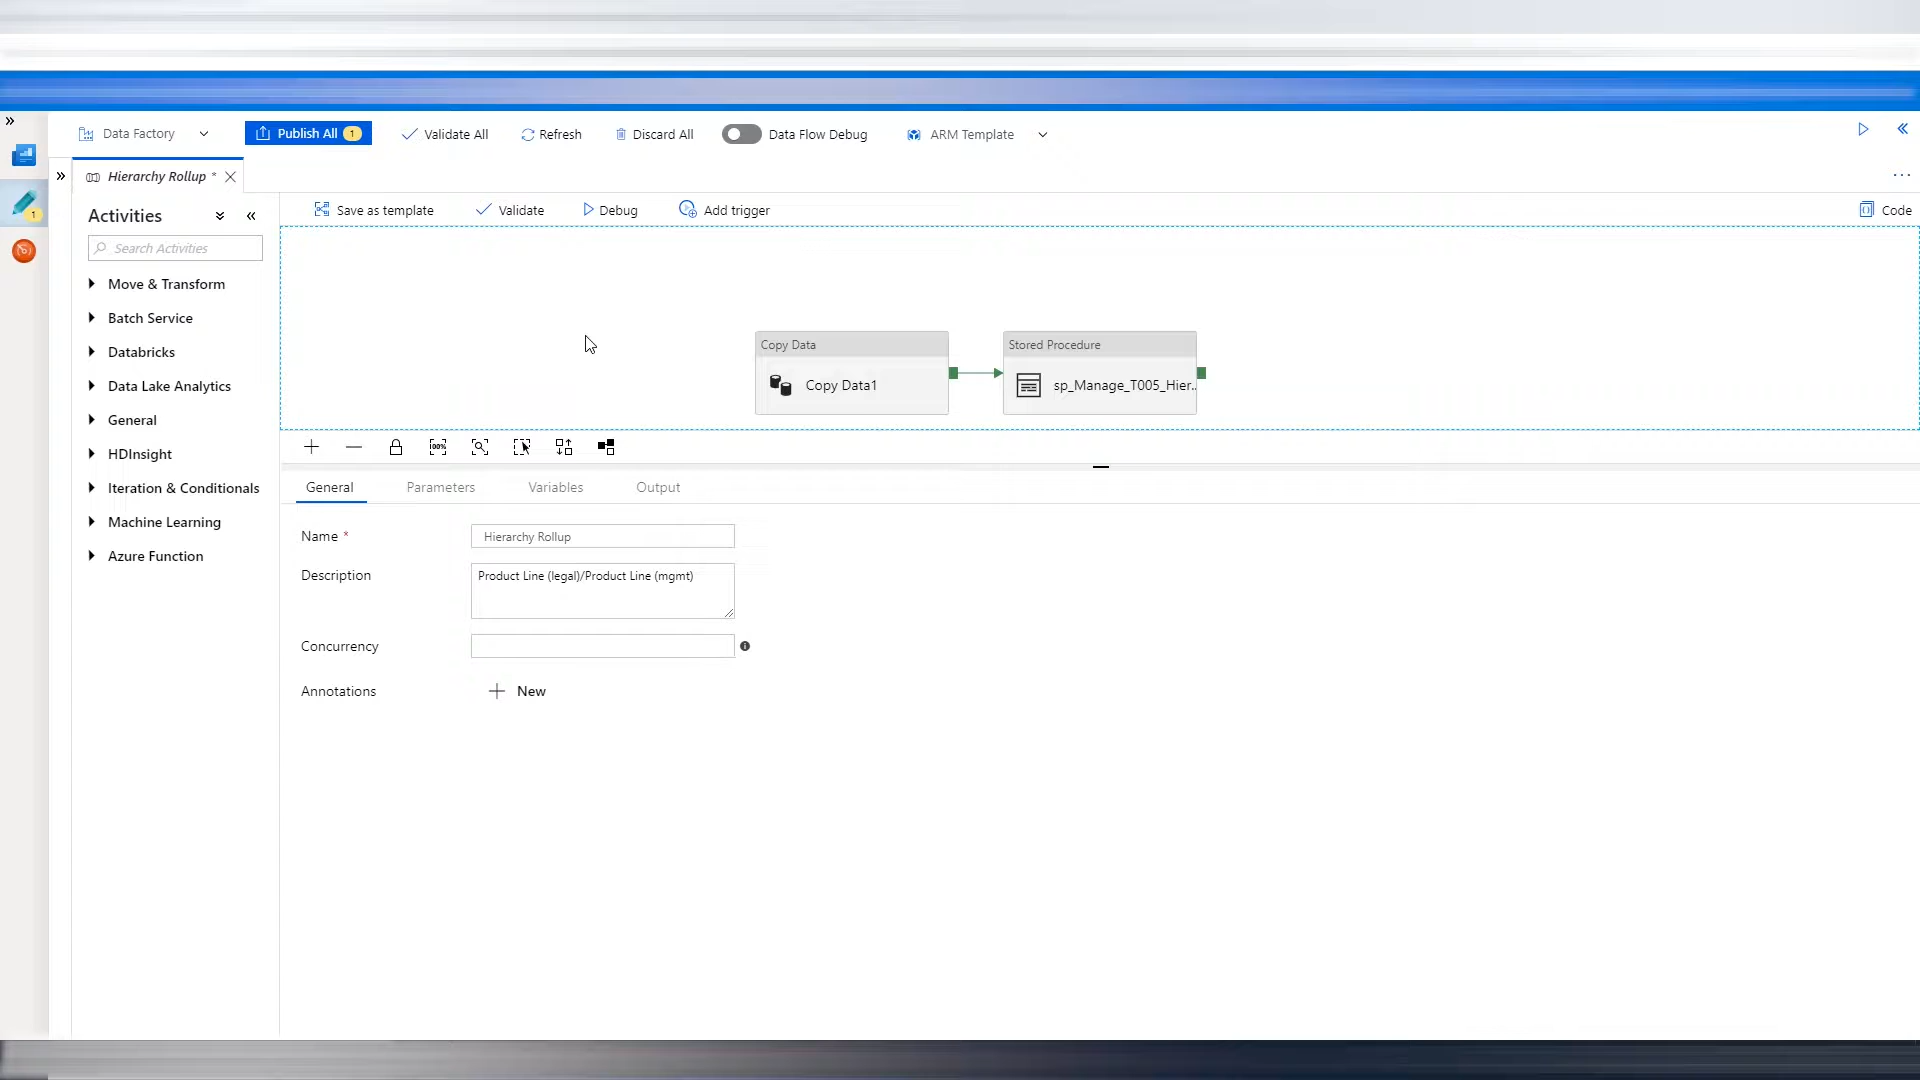 Data Factory
Publish All 1
Validate All
Refresh
Discard All
Data Flow Debug
ARM Template
Hierarchy Rollup *
1
Activities
Search Activities
Move & Transform
Batch Service
Databricks
Data Lake Analytics
General
HDInsight
Iteration & Conditionals
Machine Learning
Azure Function
Save as template
Validate
Debug
Add trigger
Code
Copy Data
Copy Data1
Stored Procedure
sp_Manage_T005_Hier..
100%
General
Parameters
Variables
Output
Name *
Hierarchy Rollup
Description
Product Line (legal)/Product Line (mgmt)
Concurrency
Annotations
New